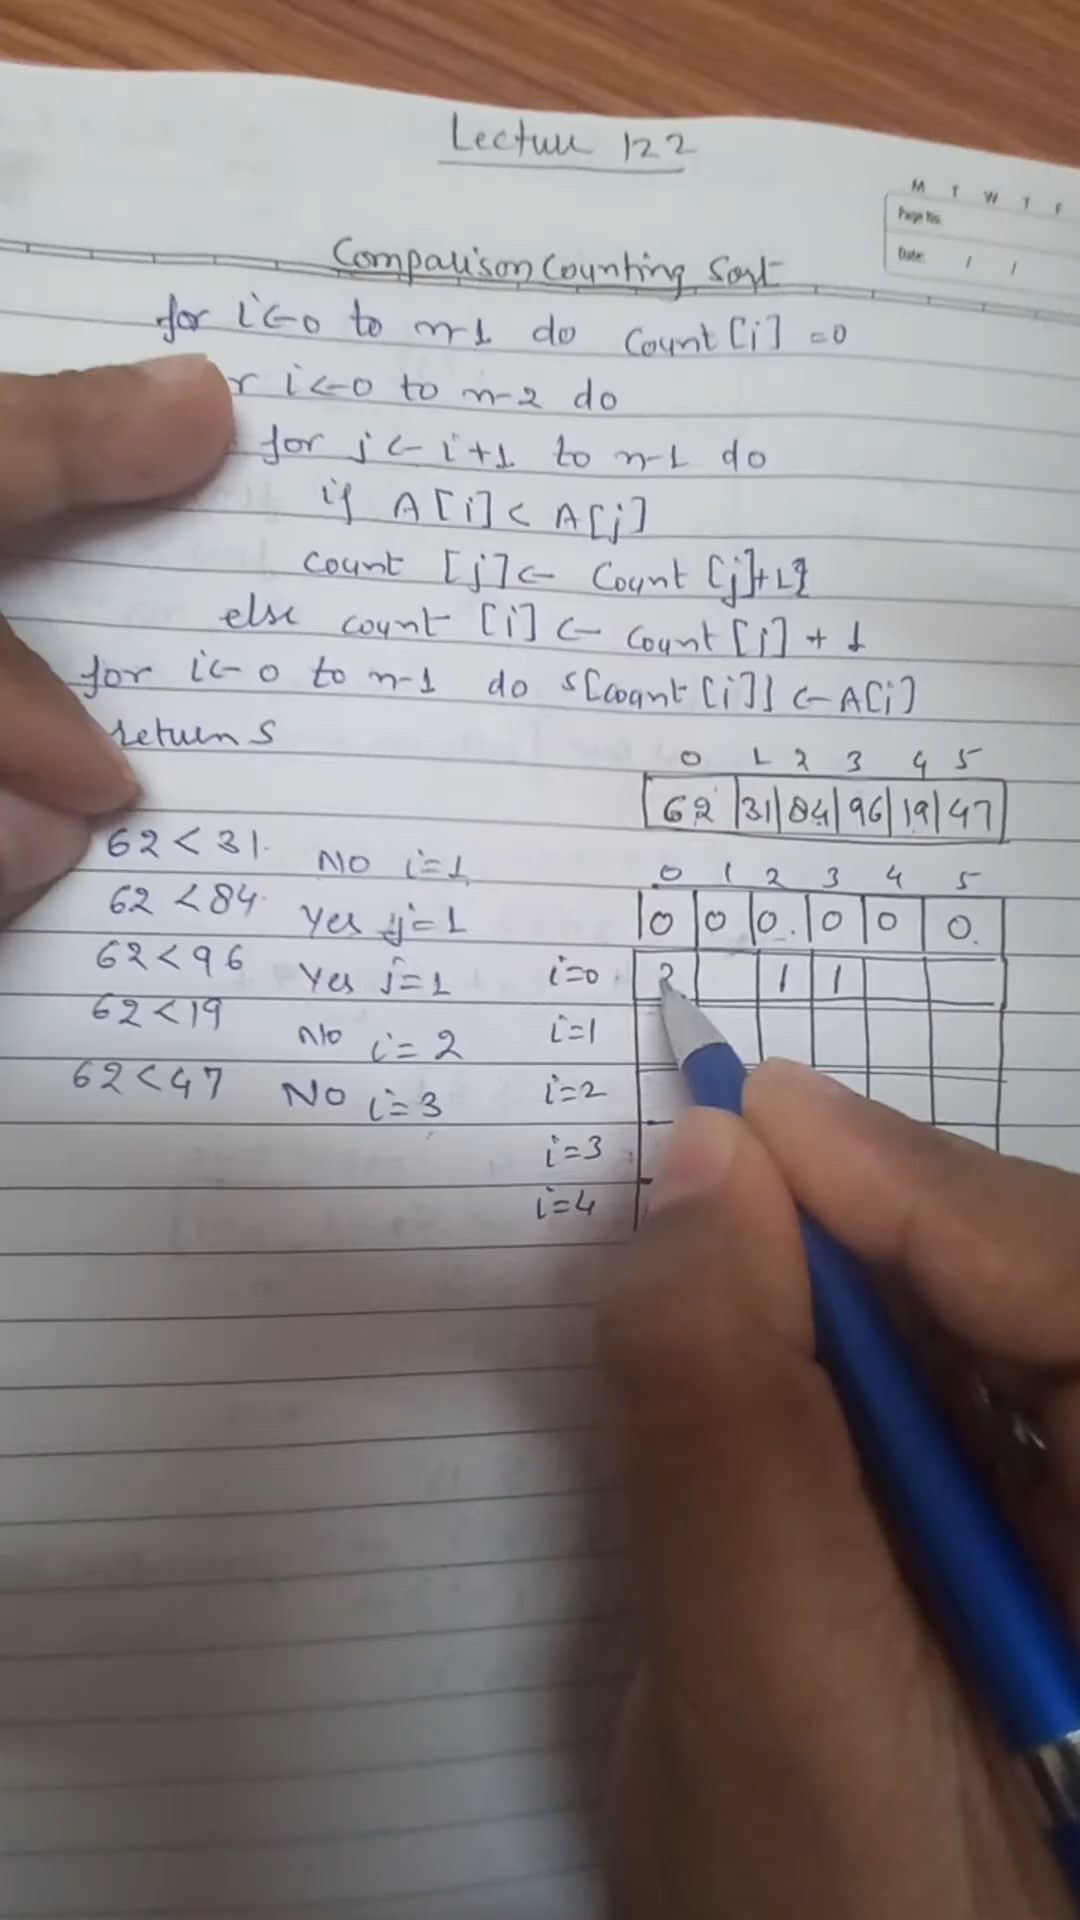 Lecture 122
M T W T F
Page No.
Date: / /
Comparison Counting Sort
for i<-0 to n-1 do Count[i] =0
r i<-0 to n-2 do
for j<-i+1 to n-1 do
if A[i]<A[j]
Count [j]<- Count [j]+1}
else count [i]<- Count[i] + 1
for i<-0 to n-1 do S[Count [i]]<-A[i]
return S
0 1 2 3 4 5
62 |31|84|96|19|47
62<31. NO i=1
0 1 2 3 4 5
62 <84 Yes j=1
0 0 0. 0 0 0.
62<96 Yes j=1
i=0 2 1 1
62<19 no i=2
i=1
62<47 NO i=3
i=2
i=3
i=4